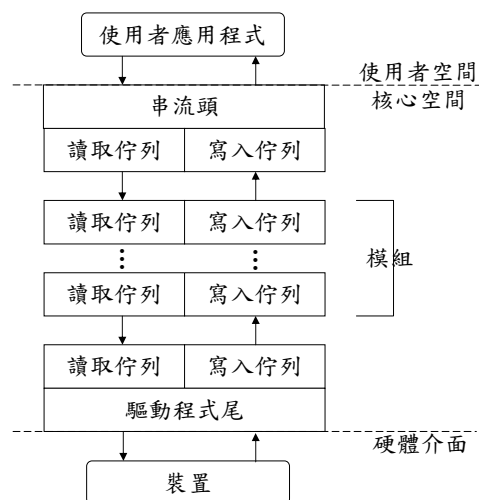 使用者應用程式
使用者空間
核心空間
串流頭
讀取佇列 寫入佇列
讀取佇列 寫入佇列
模組
讀取佇列 寫入佇列
讀取佇列 寫入佇列
驅動程式尾
硬體介面
裝置